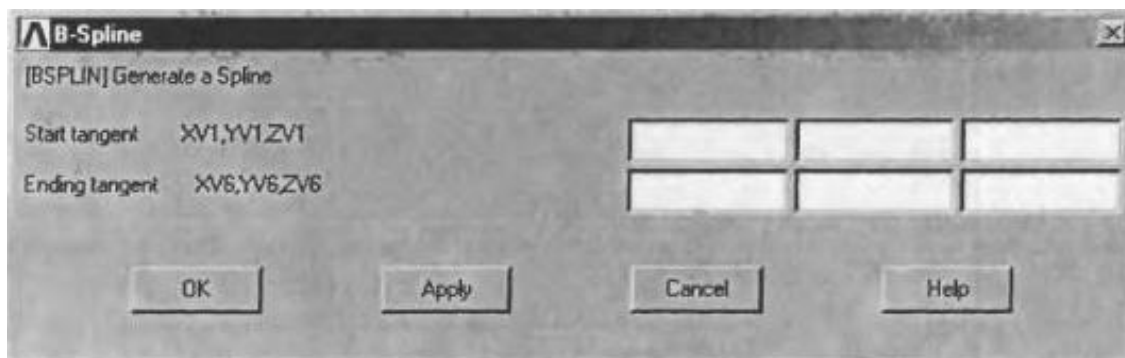 B-Spline
[BSPLIN] Generate a Spline
Start tangent XV1,YV1,ZV1
Ending tangent XV6,YV6,ZV6
OK Apply Cancel Help